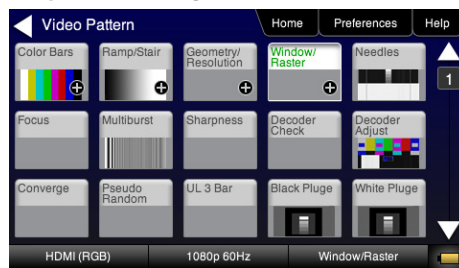 Video Pattern
Home
Preferences
Help
Color Bars
Ramp/Stair
Geometry/
Resolution
Window/
Raster
Needles
1
Focus
Multiburst
Sharpness
Decoder
Check
Decoder
Adjust
Converge
Pseudo
Random
UL 3 Bar
Black Pluge
White Pluge
HDMI (RGB)
1080p 60Hz
Window/Raster